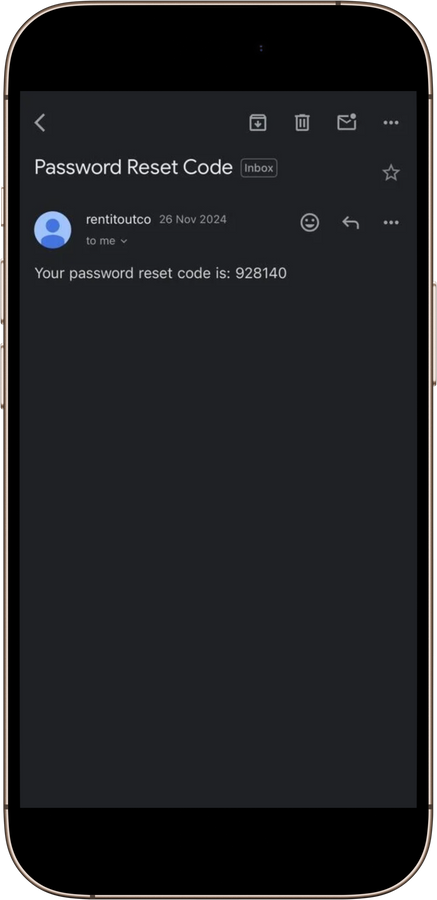 Password Reset Code Inbox
rentitoutco 26 Nov 2024
to me
Your password reset code is: 928140